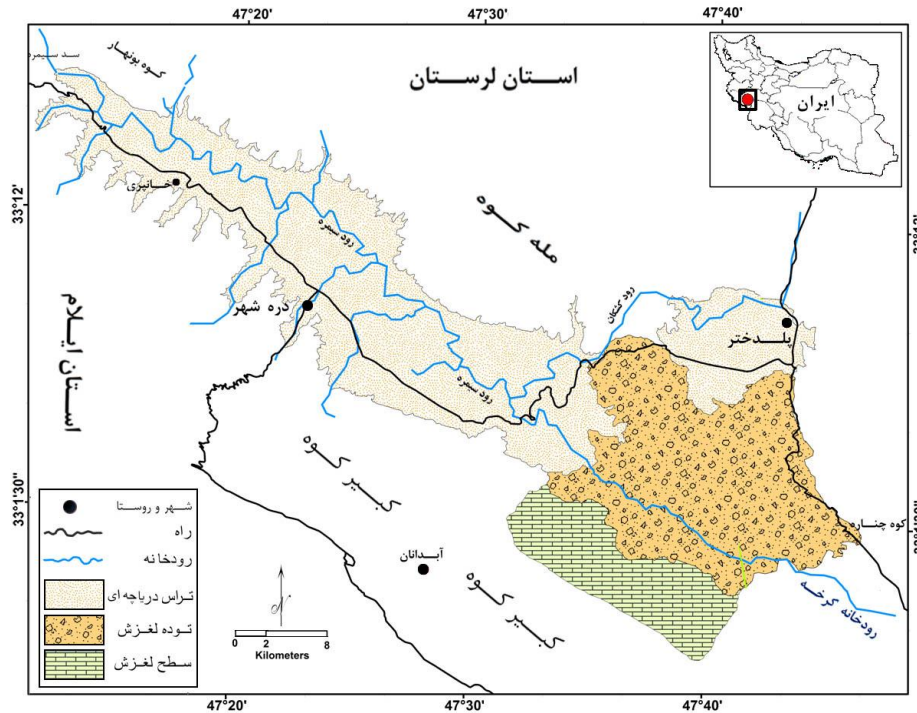 47°20'
47°30'
47°40'
سد سیمره
کوه بونهار
استان لرستان
ایران
33°12'
33°12'
خانپری
رود سیمره
مله کوه
استان ایلام
دره شهر
رود کشکان
پلدختر
رود سیمره
کبیر کوه
33°1'30"
شهر و روستا
راه
رودخانه
تراس دریاچه ای
توده لغزش
سطح لغزش
آبدانان
کبیر کوه
کوه چناره
رودخانه کرخه
N
0 2 8
Kilometers
47°20'
47°30'
47°40'